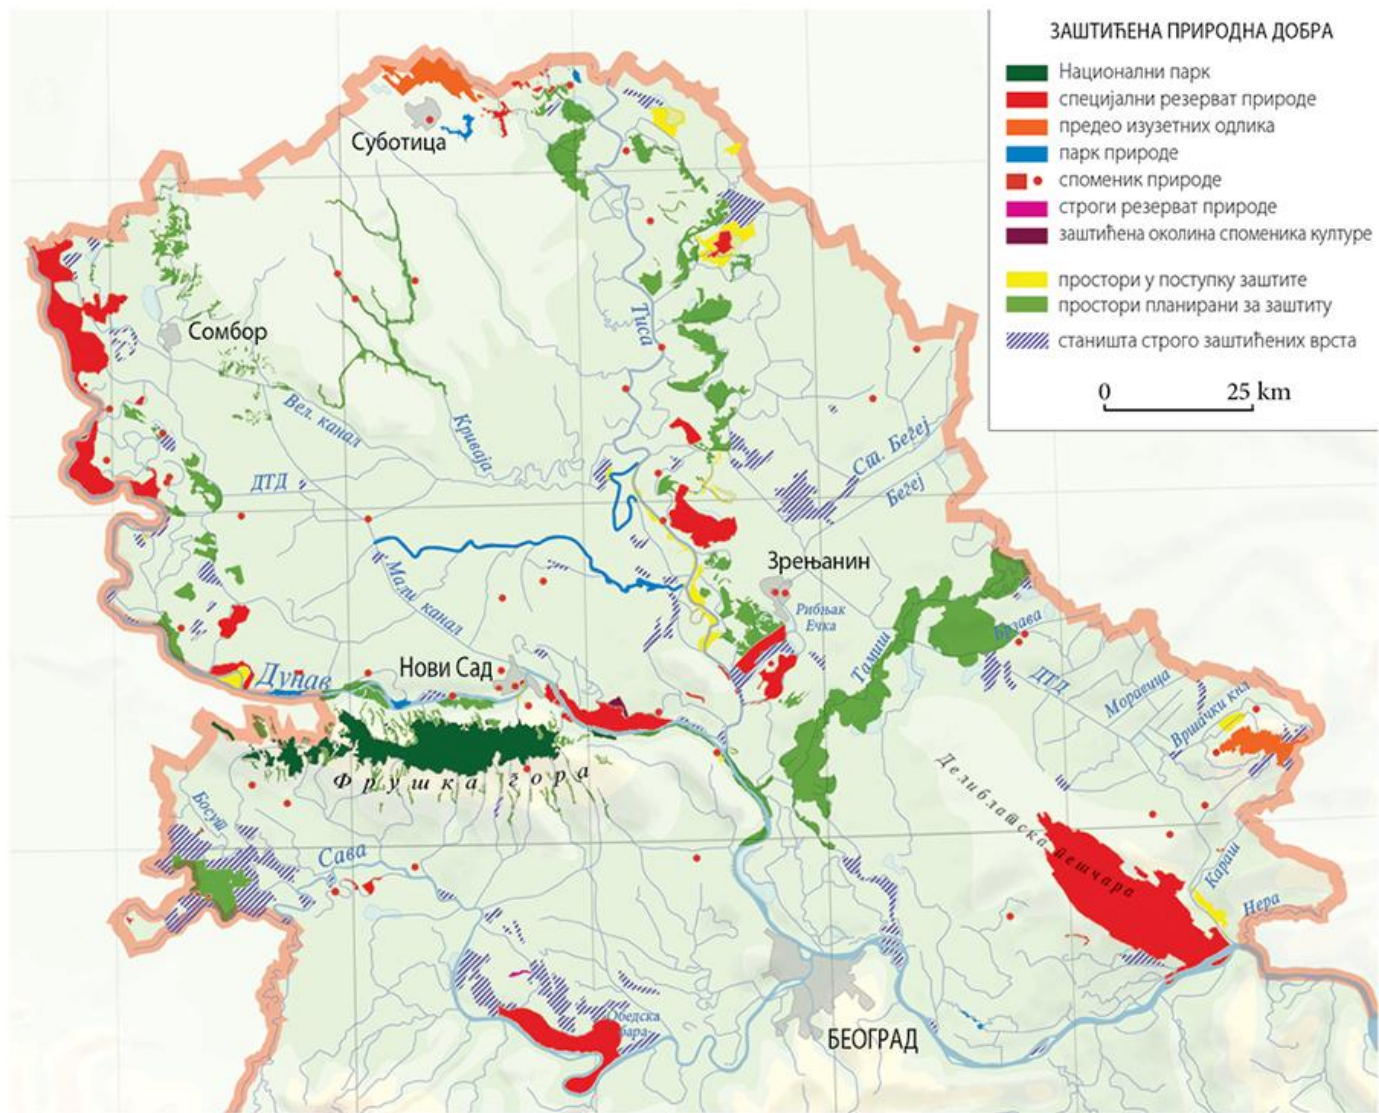 ЗАШТИЋЕНА ПРИРОДНА ДОБРА
Национални парк
специјални резерват природе
предео изузетних одлика
парк природе
споменик природе
строги резерват природе
заштићена околина споменика културе
простори у поступку заштите
простори планирани за заштиту
станишта строго заштићених врста
0 25 km
Суботица
Сомбор
Тиса
Вел. канал
Криваја
Ст. Бегеј
Бегеј
ДТД
Зрењанин
Мали канал
Рибњак
Ечка
Тамиш
Брзава
Нови Сад
Дунав
ДТД
Моравица
Вршачки кнл
Фрушка гора
Делиблатска пешчара
Босут
Сава
Караш
Нера
Обедска
бара
БЕОГРАД